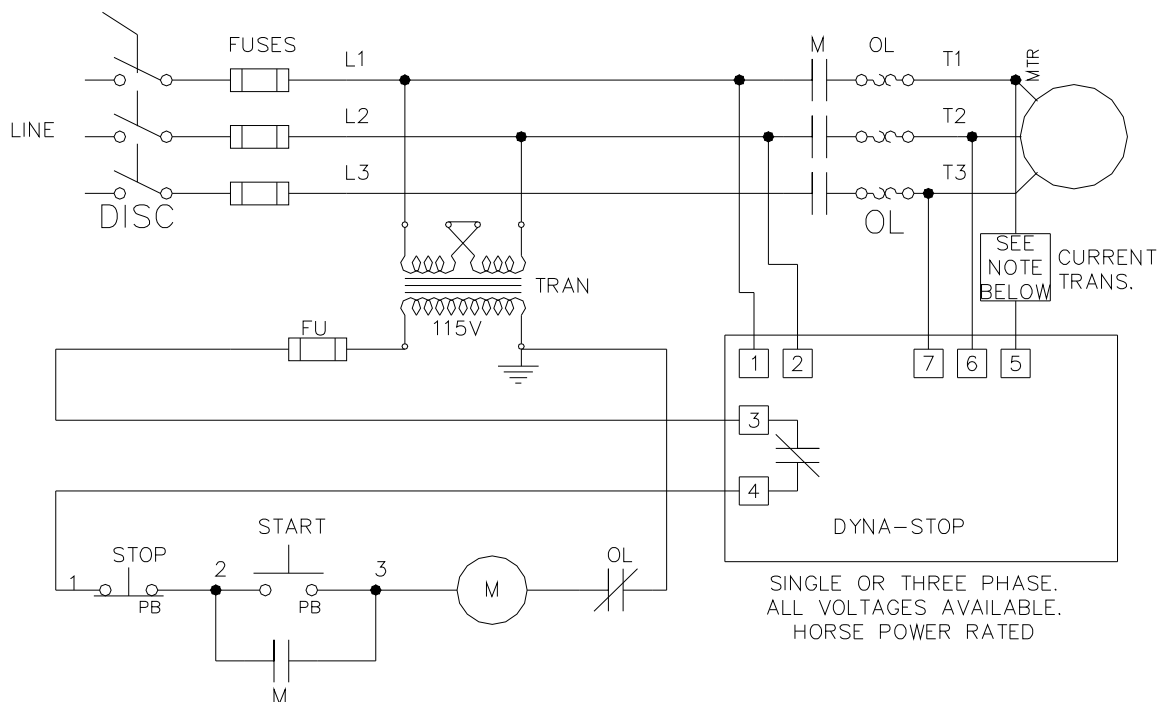 FUSES
L1
M
OL
T1
MTR
LINE
L2
T2
L3
T3
DISC
OL
SEE
NOTE
BELOW
CURRENT
TRANS.
TRAN
115V
FU
1
2
7
6
5
3
4
DYNA-STOP
START
STOP
OL
1
2
3
M
PB
PB
M
SINGLE OR THREE PHASE.
ALL VOLTAGES AVAILABLE.
HORSE POWER RATED